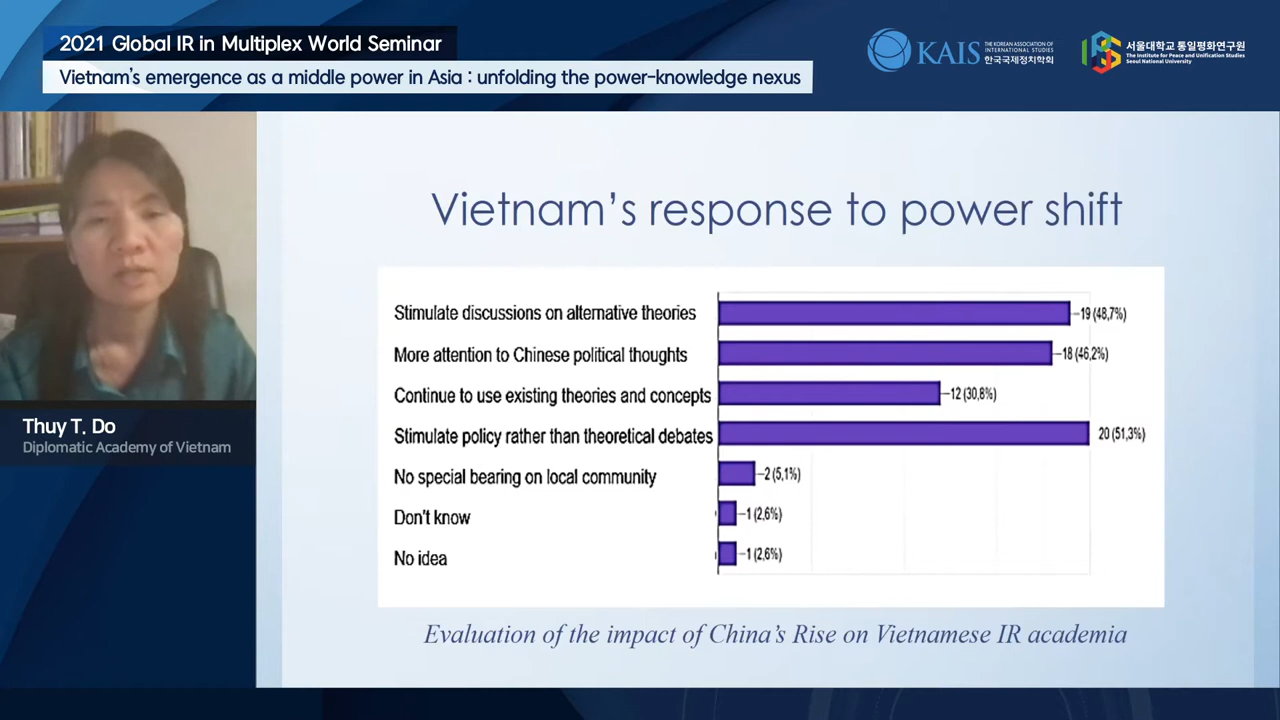 2021 Global IR in Multiplex World Seminar
Vietnam's emergence as a middle power in Asia : unfolding the power-knowledge nexus
KAIS
THE KOREAN ASSOCIATION OF
INTERNATIONAL STUDIES
한국국제정치학회
서울대학교 통일평화연구원
The Institute for Peace and Unification Studies
Seoul National University
Thuy T. Do
Diplomatic Academy of Vietnam
Vietnam's response to power shift
Stimulate discussions on alternative theories 19 (48,7%)
More attention to Chinese political thoughts 18 (46,2%)
Continue to use existing theories and concepts 12 (30,8%)
Stimulate policy rather than theoretical debates 20 (51,3%)
No special bearing on local community 2 (5,1%)
Don't know 1 (2,6%)
No idea 1 (2,6%)
Evaluation of the impact of China's Rise on Vietnamese IR academia